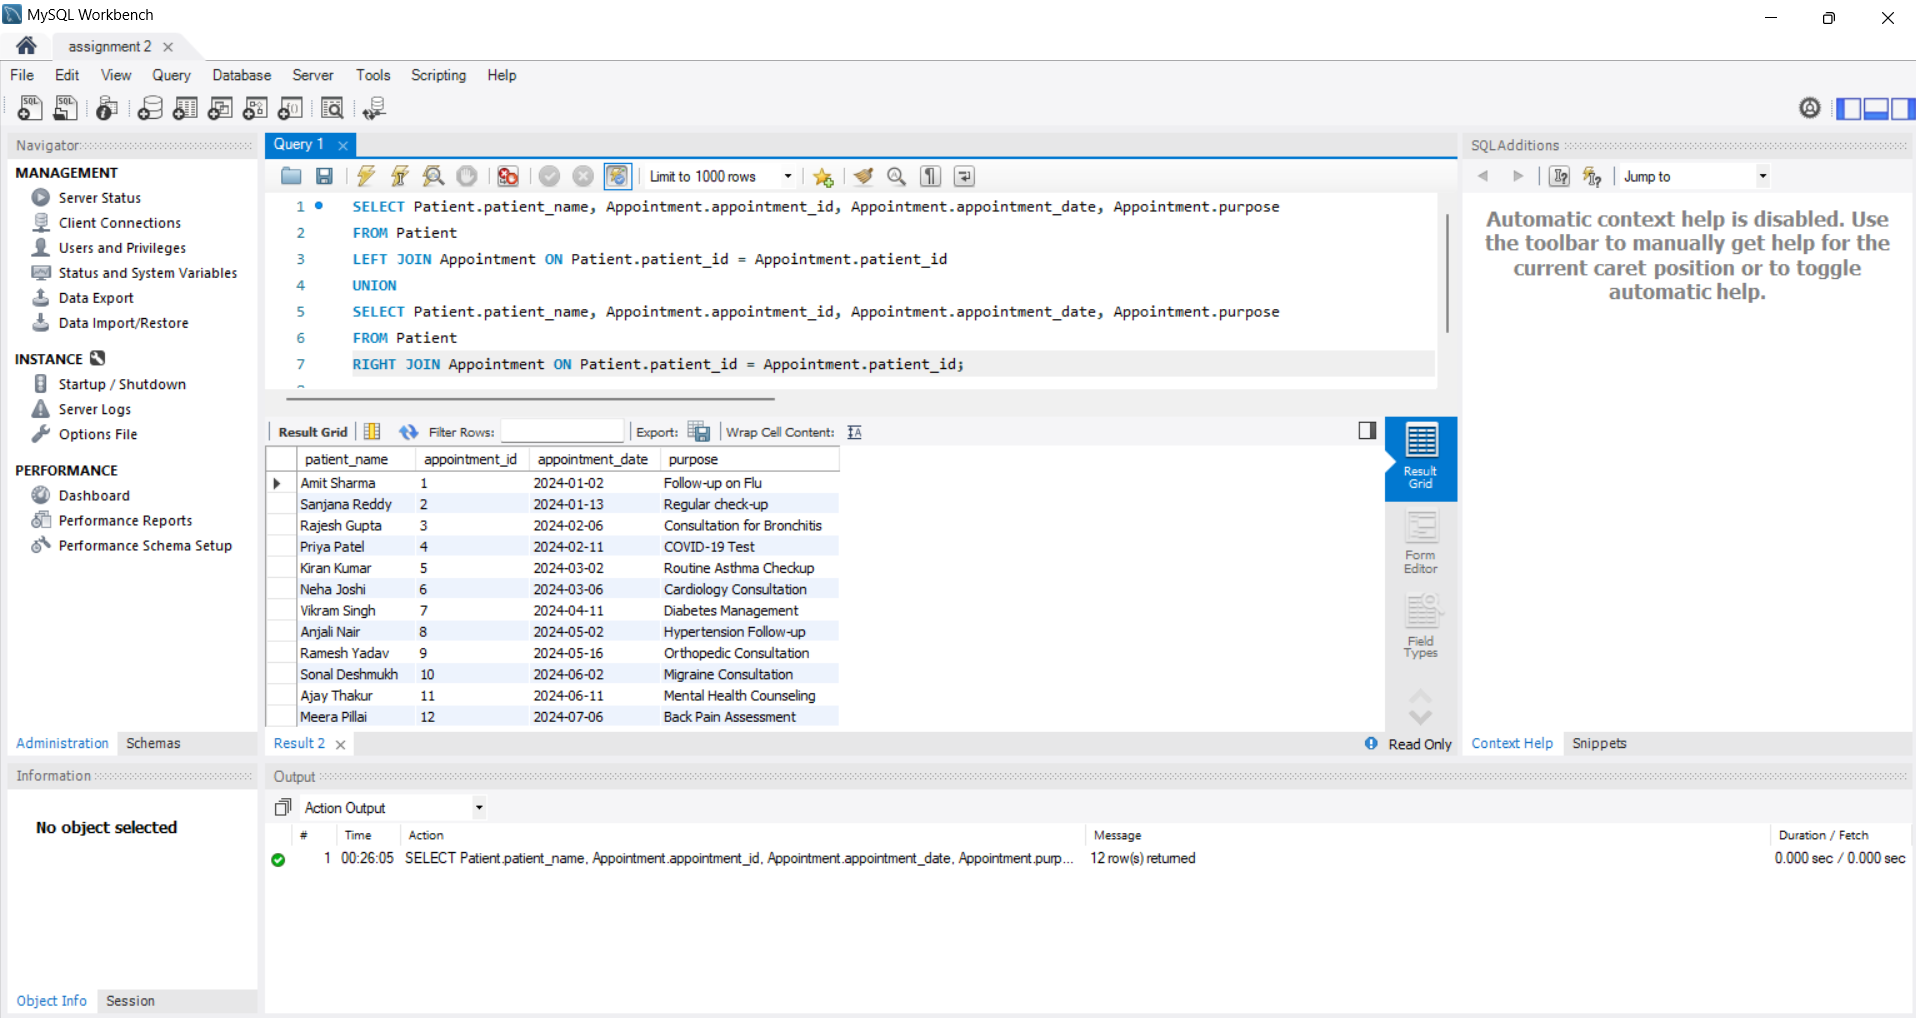 MySQL Workbench
assignment 2
File Edit View Query Database Server Tools Scripting Help
Navigator
MANAGEMENT
Server Status
Client Connections
Users and Privileges
Status and System Variables
Data Export
Data Import/Restore
INSTANCE
Startup / Shutdown
Server Logs
Options File
PERFORMANCE
Dashboard
Performance Reports
Performance Schema Setup
Administration Schemas
Query 1
Limit to 1000 rows
1 SELECT Patient.patient_name, Appointment.appointment_id, Appointment.appointment_date, Appointment.purpose
2 FROM Patient
3 LEFT JOIN Appointment ON Patient.patient_id = Appointment.patient_id
4 UNION
5 SELECT Patient.patient_name, Appointment.appointment_id, Appointment.appointment_date, Appointment.purpose
6 FROM Patient
7 RIGHT JOIN Appointment ON Patient.patient_id = Appointment.patient_id;
Result Grid Filter Rows: Export: Wrap Cell Content:
patient_name appointment_id appointment_date purpose
Amit Sharma 1 2024-01-02 Follow-up on Flu
Sanjana Reddy 2 2024-01-13 Regular check-up
Rajesh Gupta 3 2024-02-06 Consultation for Bronchitis
Priya Patel 4 2024-02-11 COVID-19 Test
Kiran Kumar 5 2024-03-02 Routine Asthma Checkup
Neha Joshi 6 2024-03-06 Cardiology Consultation
Vikram Singh 7 2024-04-11 Diabetes Management
Anjali Nair 8 2024-05-02 Hypertension Follow-up
Ramesh Yadav 9 2024-05-16 Orthopedic Consultation
Sonal Deshmukh 10 2024-06-02 Migraine Consultation
Ajay Thakur 11 2024-06-11 Mental Health Counseling
Meera Pillai 12 2024-07-06 Back Pain Assessment
Result
Grid
Form
Editor
Field
Types
Result 2
Read Only
SQLAdditions
Jump to
Automatic context help is disabled. Use
the toolbar to manually get help for the
current caret position or to toggle
automatic help.
Context Help Snippets
Information
No object selected
Object Info Session
Output
Action Output
# Time Action Message Duration / Fetch
1 00:26:05 SELECT Patient.patient_name, Appointment.appointment_id, Appointment.appointment_date, Appointment.purp... 12 row(s) returned 0.000 sec / 0.000 sec